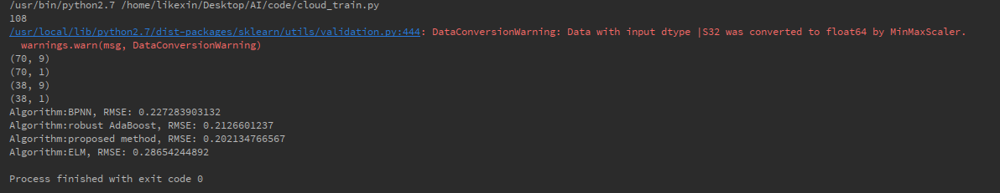 /usr/bin/python2.7 /home/likexin/Desktop/AI/code/cloud_train.py
108
/usr/local/lib/python2.7/dist-packages/sklearn/utils/validation.py:444: DataConversionWarning: Data with input dtype |S32 was converted to float64 by MinMaxScaler.
  warnings.warn(msg, DataConversionWarning)
(70, 9)
(70, 1)
(38, 9)
(38, 1)
Algorithm:BPNN, RMSE: 0.227283903132
Algorithm:robust AdaBoost, RMSE: 0.2126601237
Algorithm:proposed method, RMSE: 0.202134766567
Algorithm:ELM, RMSE: 0.28654244892
Process finished with exit code 0